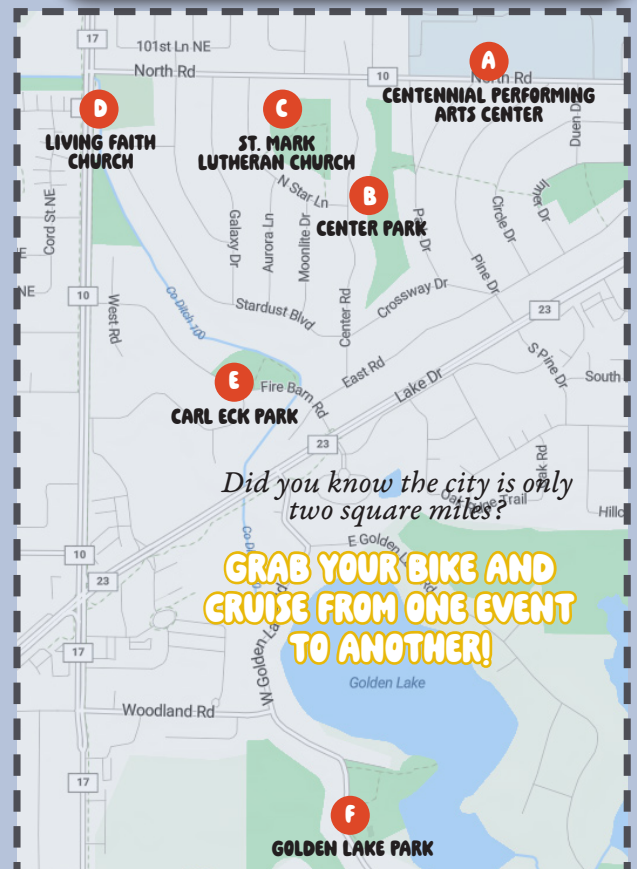 17
101st Ln NE
North Rd
10
A
North Rd
CENTENNIAL PERFORMING
ARTS CENTER
D
C
LIVING FAITH
CHURCH
ST. MARK
LUTHERAN CHURCH
Duen Dr
N Star Ln
B
CENTER PARK
Inner Dr
Circle Dr
Cord St NE
Galaxy Dr
Aurora Ln
Moonlite Dr
Pine Dr
NE
10
West Rd
Co Ditch 100
Stardust Blvd
Center Rd
Crossway Dr
23
S Pine Dr
South
E
Fire Barn Rd
East Rd
Lake Dr
CARL ECK PARK
23
Did you know the city is only
two square miles?
Hillc
10
23
GRAB YOUR BIKE AND
CRUISE FROM ONE EVENT
TO ANOTHER!
17
Golden Lake
Woodland Rd
17
F
GOLDEN LAKE PARK